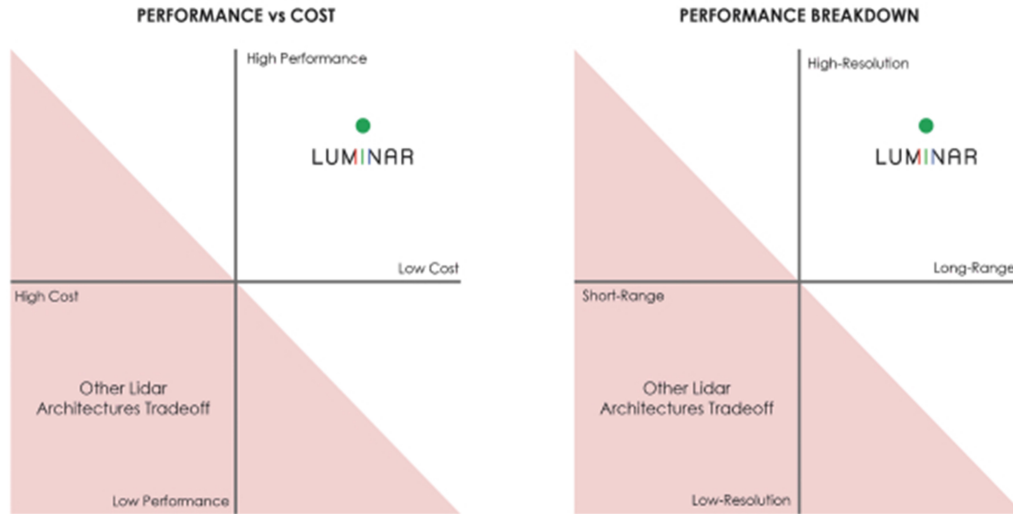 PERFORMANCE vs COST
High Performance
LUMINAR
Low Cost
High Cost
Other Lidar
Architectures Tradeoff
Low Performance
PERFORMANCE BREAKDOWN
High-Resolution
LUMINAR
Long-Range
Short-Range
Other Lidar
Architectures Tradeoff
Low-Resolution